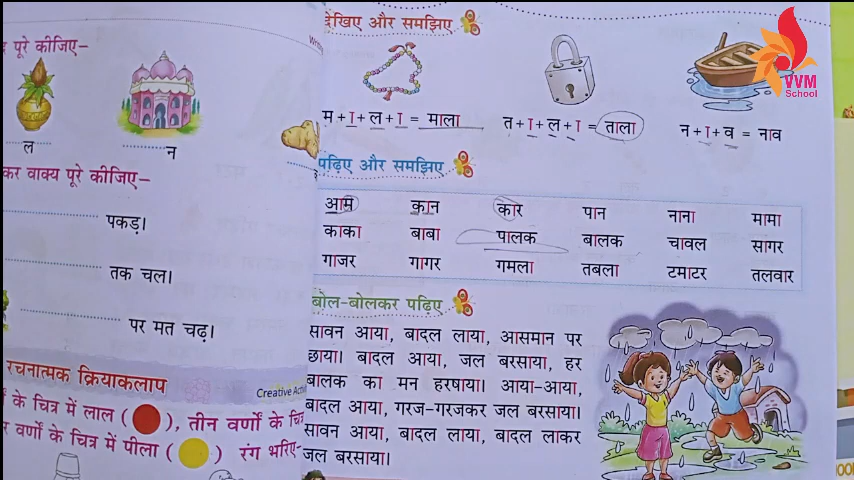 पूरे कीजिए–
ल
न
कर वाक्य पूरे कीजिए–
पकड़।
तक चल।
पर मत चढ़।
रचनात्मक क्रियाकलाप
Creative
के चित्र में लाल ( ), तीन वर्णों के
वर्णों के चित्र में पीला ( ) रंग भरिए–
देखिए और समझिए
म + ा + ल + ा = माला
त + ा + ल + ा = ताला
न + ा + व = नाव
पढ़िए और समझिए
आम कान कार पान नाना मामा
काका बाबा पालक बालक चावल सागर
गाजर गागर गमला तबला टमाटर तलवार
बोल-बोलकर पढ़िए
सावन आया, बादल लाया, आसमान पर
छाया। बादल आया, जल बरसाया, हर
बालक का मन हरषाया। आया-आया,
बादल आया, गरज-गरजकर जल बरसाया।
सावन आया, बादल लाया, बादल लाकर
जल बरसाया।
VVM
School